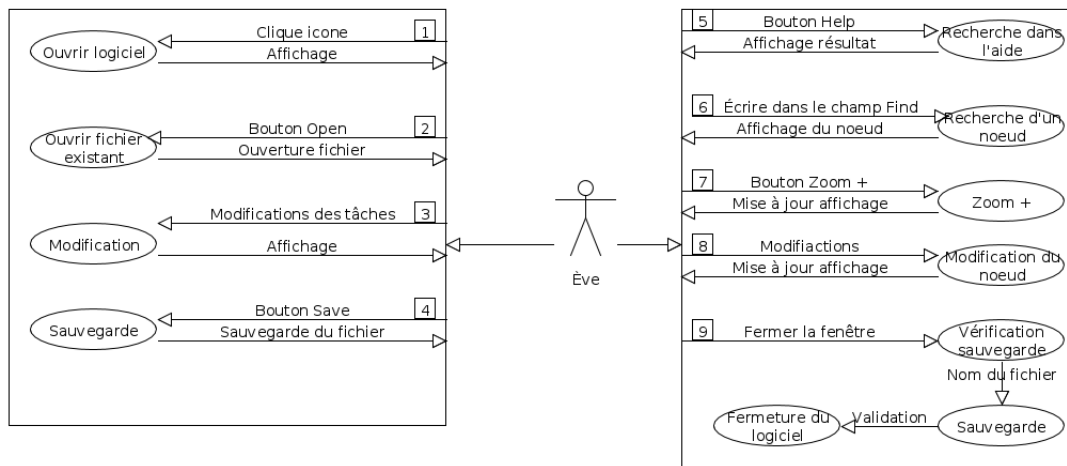 1
Clique icone
Ouvrir logiciel
Affichage
2
Bouton Open
Ouvrir fichier
existant
Ouverture fichier
3
Modifications des tâches
Modification
Affichage
4
Bouton Save
Sauvegarde
Sauvegarde du fichier
Ève
5
Bouton Help
Recherche dans
l'aide
Affichage résultat
6
Écrire dans le champ Find
Recherche d'un
noeud
Affichage du noeud
7
Bouton Zoom +
Zoom +
Mise à jour affichage
8
Modifiactions
Modification du
noeud
Mise à jour affichage
9
Fermer la fenêtre
Vérification
sauvegarde
Nom du fichier
Sauvegarde
Validation
Fermeture du
logiciel